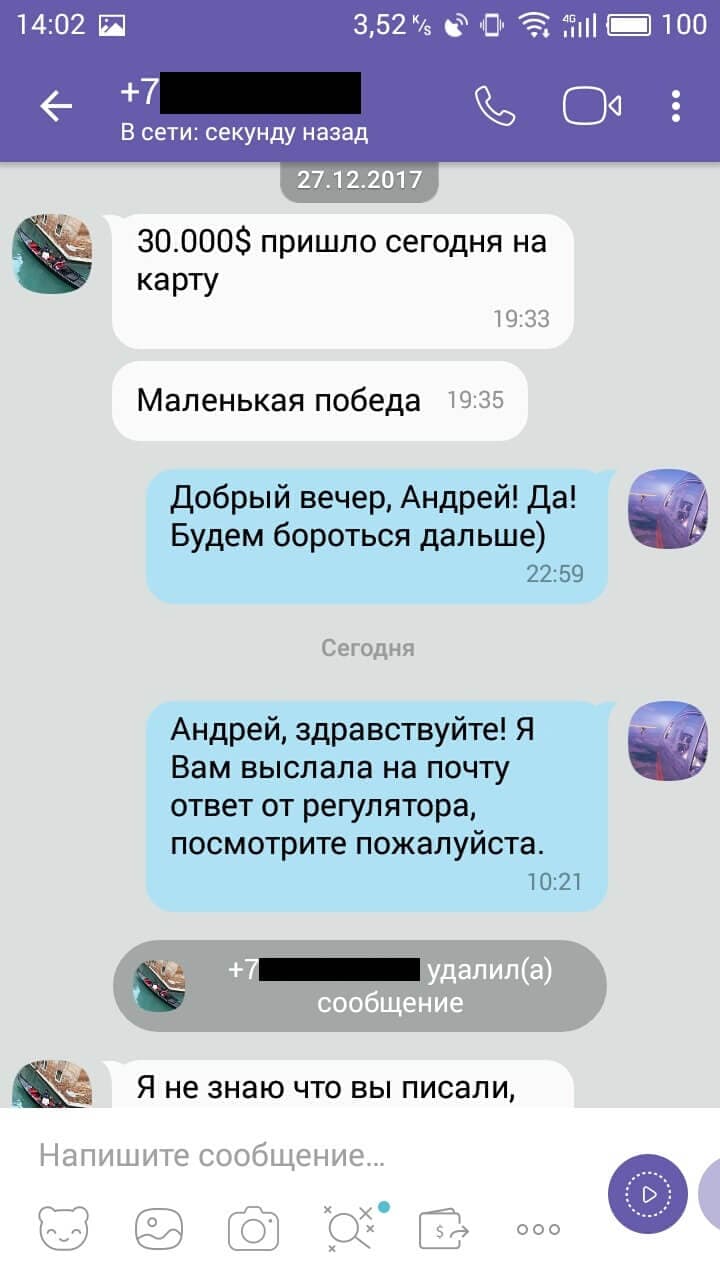 14:02 3,52 K/s 4G 100
+7
В сети: секунду назад
27.12.2017
30.000$ пришло сегодня на
карту
19:33
Маленькая победа 19:35
Добрый вечер, Андрей! Да!
Будем бороться дальше)
22:59
Сегодня
Андрей, здравствуйте! Я
Вам выслала на почту
ответ от регулятора,
посмотрите пожалуйста.
10:21
+7 удалил(а)
сообщение
Я не знаю что вы писали,
Напишите сообщение...
$